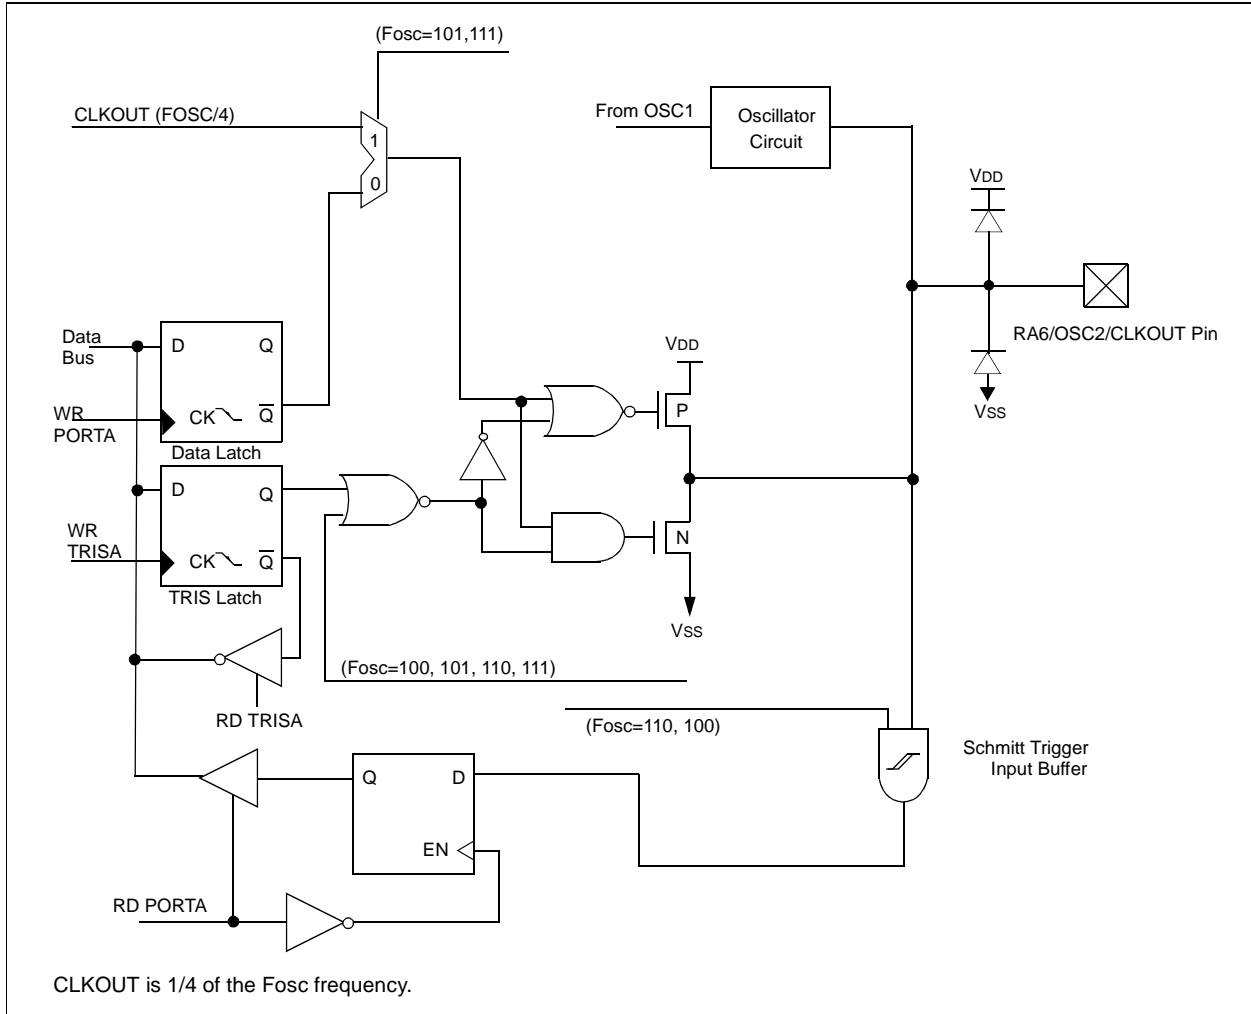 (Fosc=101,111)
CLKOUT (FOSC/4)
1
0
From OSC1
Oscillator
Circuit
VDD
RA6/OSC2/CLKOUT Pin
VSS
Data
Bus
D
Q
CK
Q
WR
PORTA
Data Latch
VDD
P
D
Q
WR
TRISA
CK
Q
TRIS Latch
N
VSS
(Fosc=100, 101, 110, 111)
RD TRISA
(Fosc=110, 100)
Schmitt Trigger
Input Buffer
Q
D
EN
RD PORTA
CLKOUT is 1/4 of the Fosc frequency.